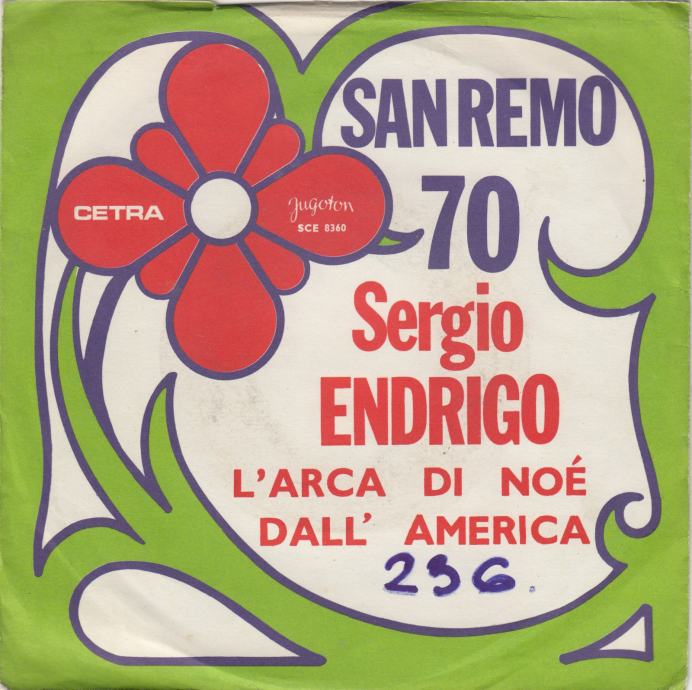 SAN REMO
70
CETRA
Jugoton
SCE 8360
Sergio
ENDRIGO
L'ARCA DI NOÉ
DALL' AMERICA
236.